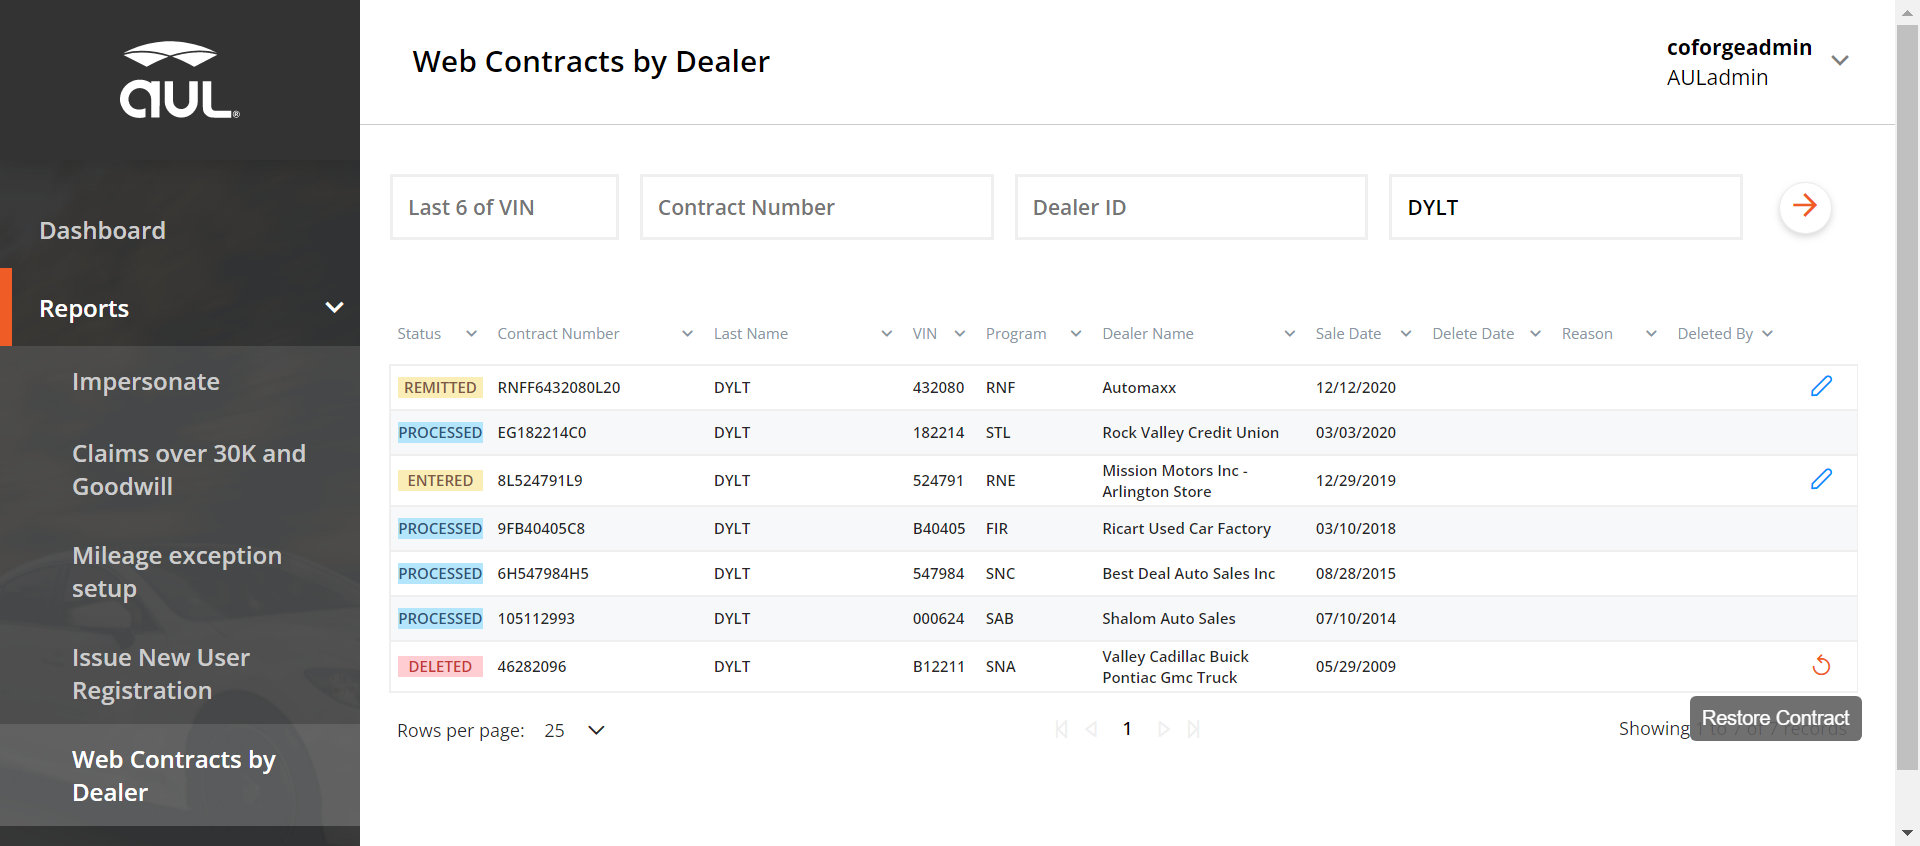 aUL®
Dashboard
Reports
Impersonate
Claims over 30K and
Goodwill
Mileage exception
setup
Issue New User
Registration
Web Contracts by
Dealer
Web Contracts by Dealer
coforgeadmin
AULadmin
Last 6 of VIN Contract Number Dealer ID DYLT
Status Contract Number Last Name VIN Program Dealer Name Sale Date Delete Date Reason Deleted By
REMITTED RNFF6432080L20 DYLT 432080 RNF Automaxx 12/12/2020
PROCESSED EG182214C0 DYLT 182214 STL Rock Valley Credit Union 03/03/2020
ENTERED 8L524791L9 DYLT 524791 RNE Mission Motors Inc -
Arlington Store 12/29/2019
PROCESSED 9FB40405C8 DYLT B40405 FIR Ricart Used Car Factory 03/10/2018
PROCESSED 6H547984H5 DYLT 547984 SNC Best Deal Auto Sales Inc 08/28/2015
PROCESSED 105112993 DYLT 000624 SAB Shalom Auto Sales 07/10/2014
DELETED 46282096 DYLT B12211 SNA Valley Cadillac Buick
Pontiac Gmc Truck 05/29/2009
Rows per page: 25 1 Showing 1 to 7 of 7 records
Restore Contract